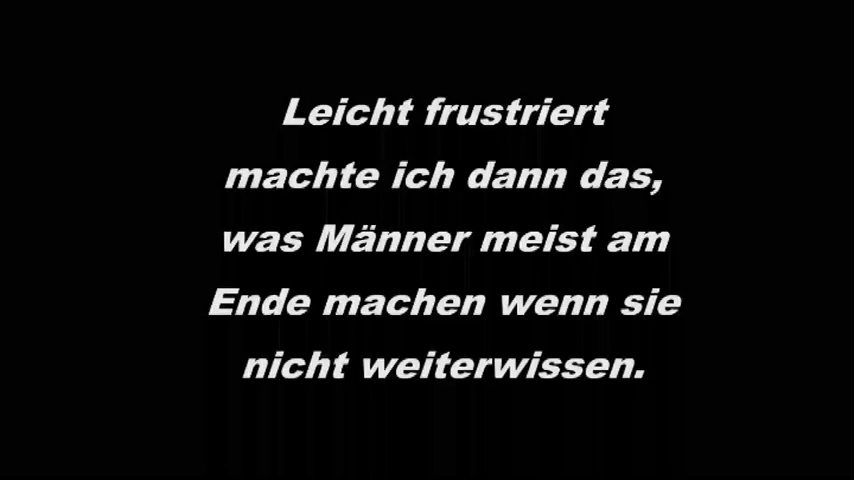 Leicht frustriert
machte ich dann das,
was Männer meist am
Ende machen wenn sie
nicht weiterwissen.